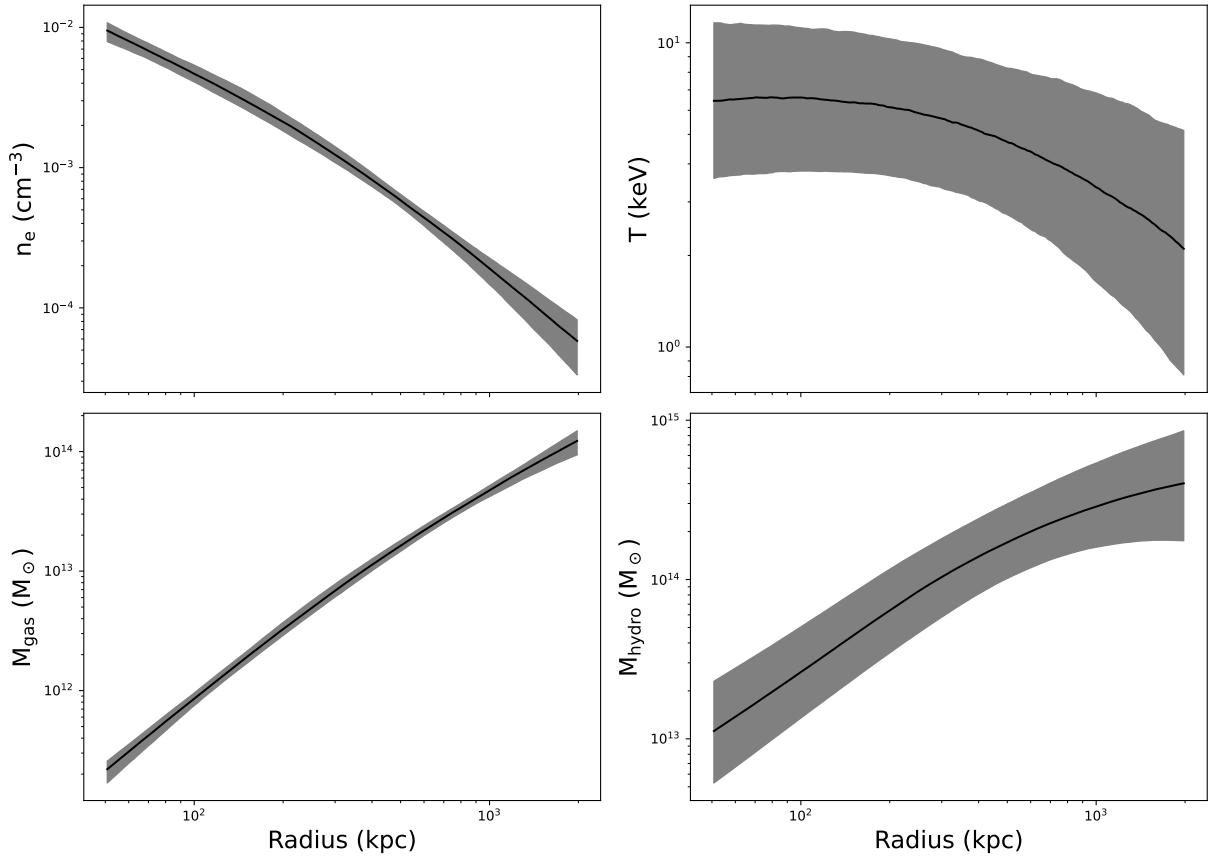 10⁻²
10⁻³
10⁻⁴
nₑ (cm⁻³)
10¹
10⁰
T (keV)
10¹⁴
10¹³
10¹²
M_gas (M_⊙)
10² 10³
Radius (kpc)
10¹⁵
10¹⁴
10¹³
M_hydro (M_⊙)
10² 10³
Radius (kpc)